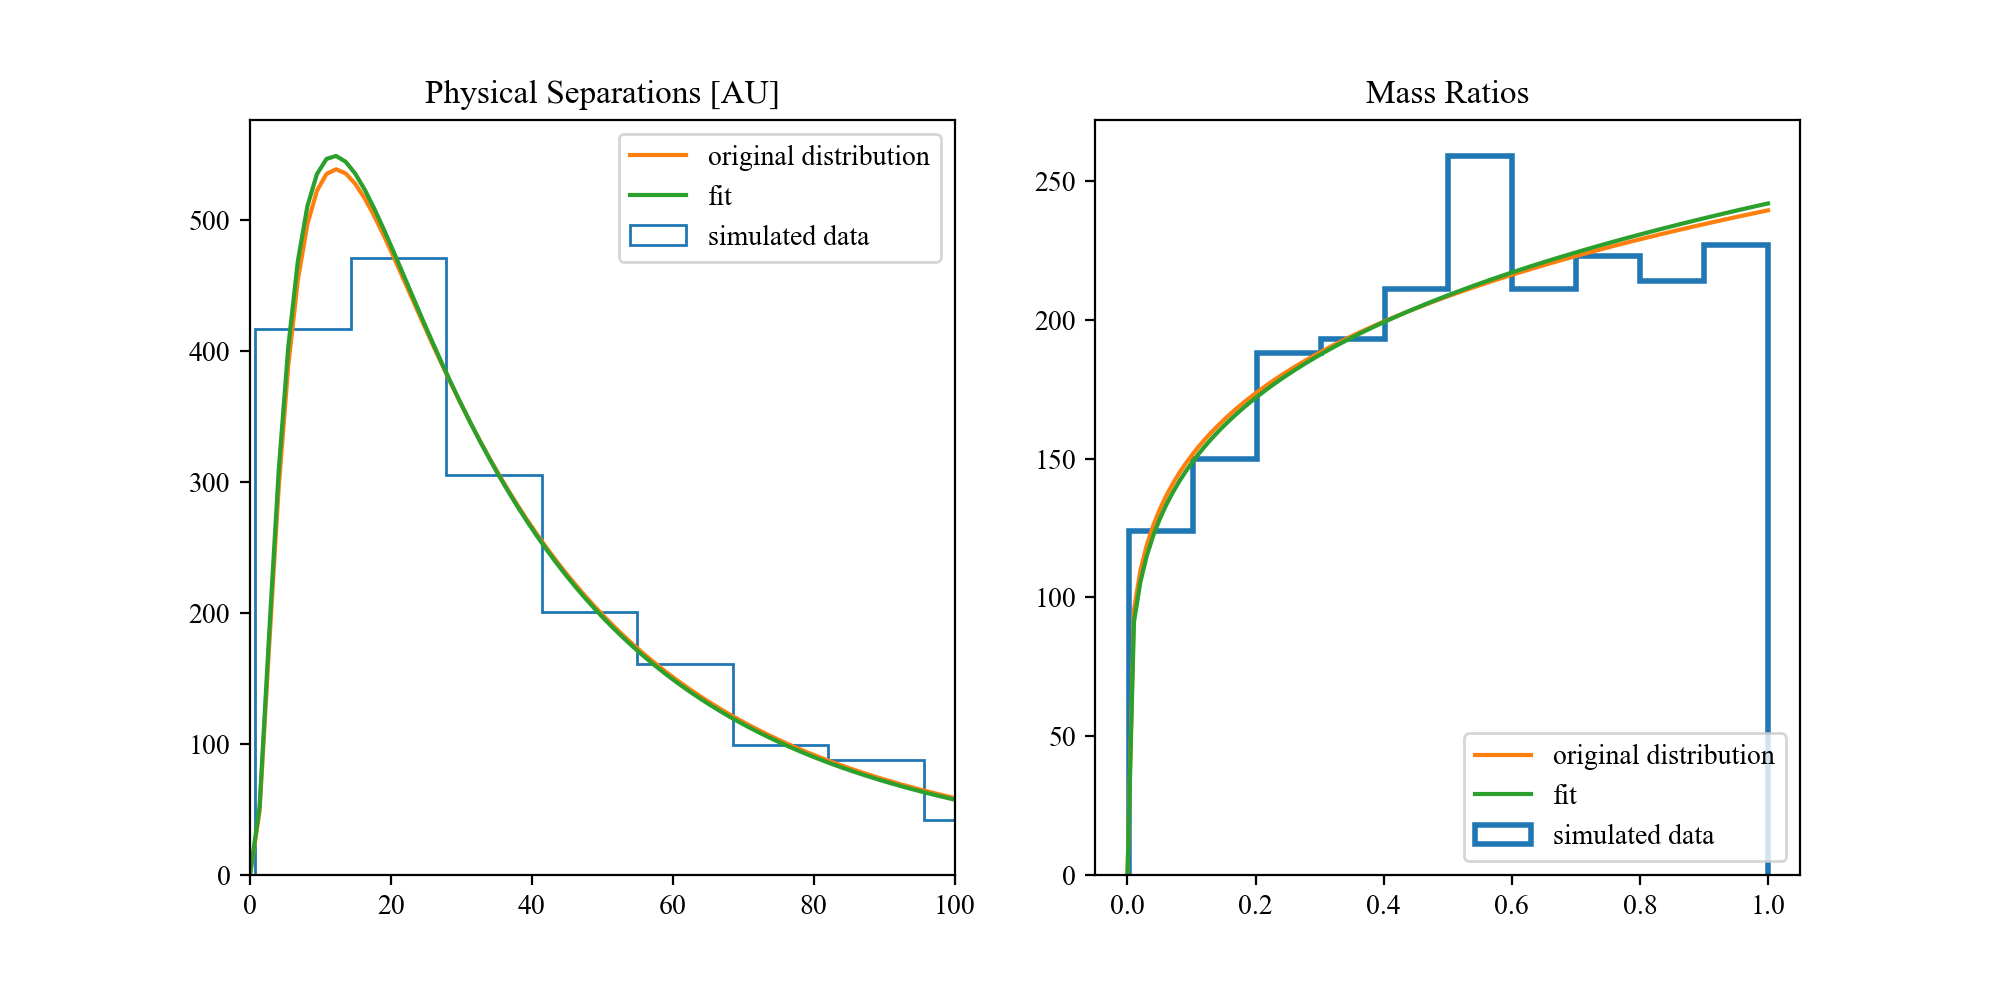 Physical Separations [AU]
original distribution
fit
simulated data
500
400
300
200
100
0
0 20 40 60 80 100
Mass Ratios
250
200
150
100
50
0
original distribution
fit
simulated data
0.0 0.2 0.4 0.6 0.8 1.0